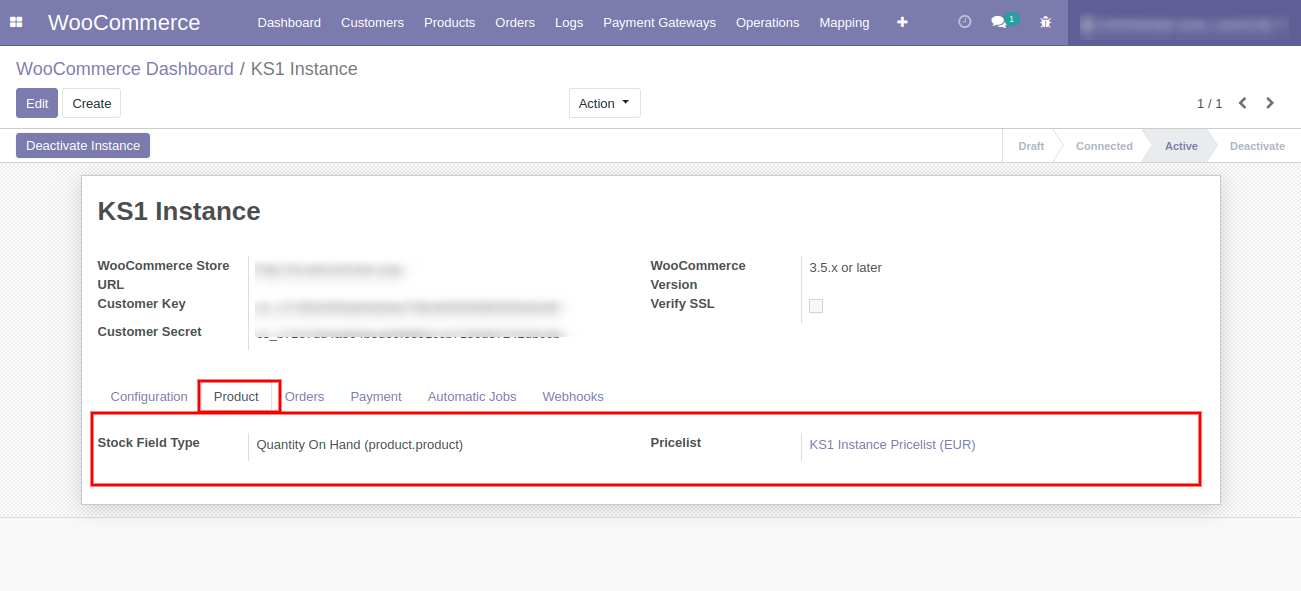 WooCommerce Dashboard Customers Products Orders Logs Payment Gateways Operations Mapping 1
WooCommerce Dashboard / KS1 Instance
Edit Create Action 1 / 1
Deactivate Instance Draft Connected Active Deactivate
KS1 Instance
WooCommerce Store URL
WooCommerce Version 3.5.x or later
Customer Key
Verify SSL
Customer Secret
Configuration Product Orders Payment Automatic Jobs Webhooks
Stock Field Type Quantity On Hand (product.product) Pricelist KS1 Instance Pricelist (EUR)